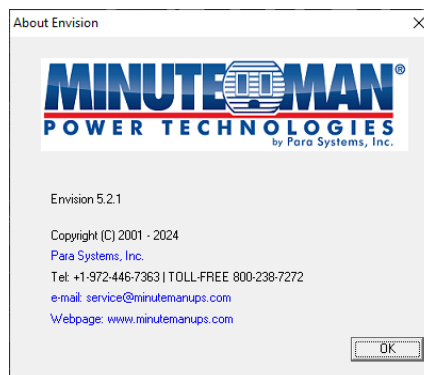 About Envision
MINUTEMAN®
POWER TECHNOLOGIES
by Para Systems, Inc.
Envision 5.2.1
Copyright (C) 2001 - 2024
Para Systems, Inc.
Tel: +1-972-446-7363 | TOLL-FREE 800-238-7272
e-mail: service@minutemanups.com
Webpage: www.minutemanups.com
OK